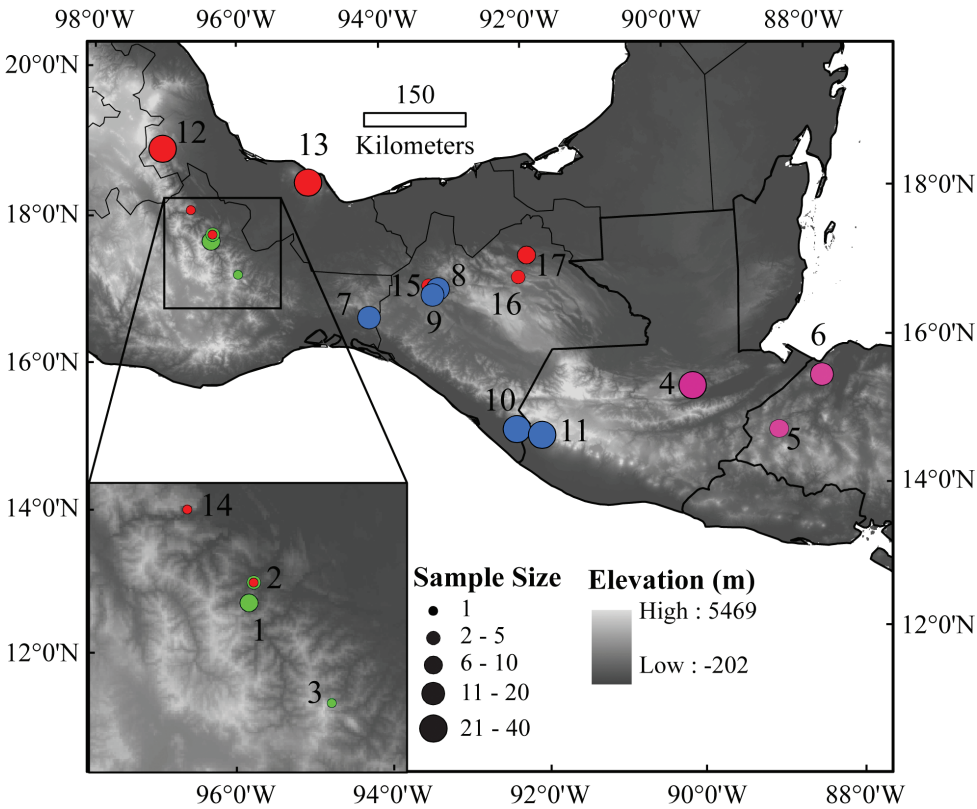 98°0'W 96°0'W 94°0'W 92°0'W 90°0'W 88°0'W
20°0'N
18°0'N
16°0'N
14°0'N
12°0'N
18°0'N
16°0'N
14°0'N
12°0'N
150
Kilometers
12
13
17
16
15
8
9
7
6
4
5
10
11
14
2
1
3
Sample Size
1
2 - 5
6 - 10
11 - 20
21 - 40
Elevation (m)
High : 5469
Low : -202
96°0'W 94°0'W 92°0'W 90°0'W 88°0'W